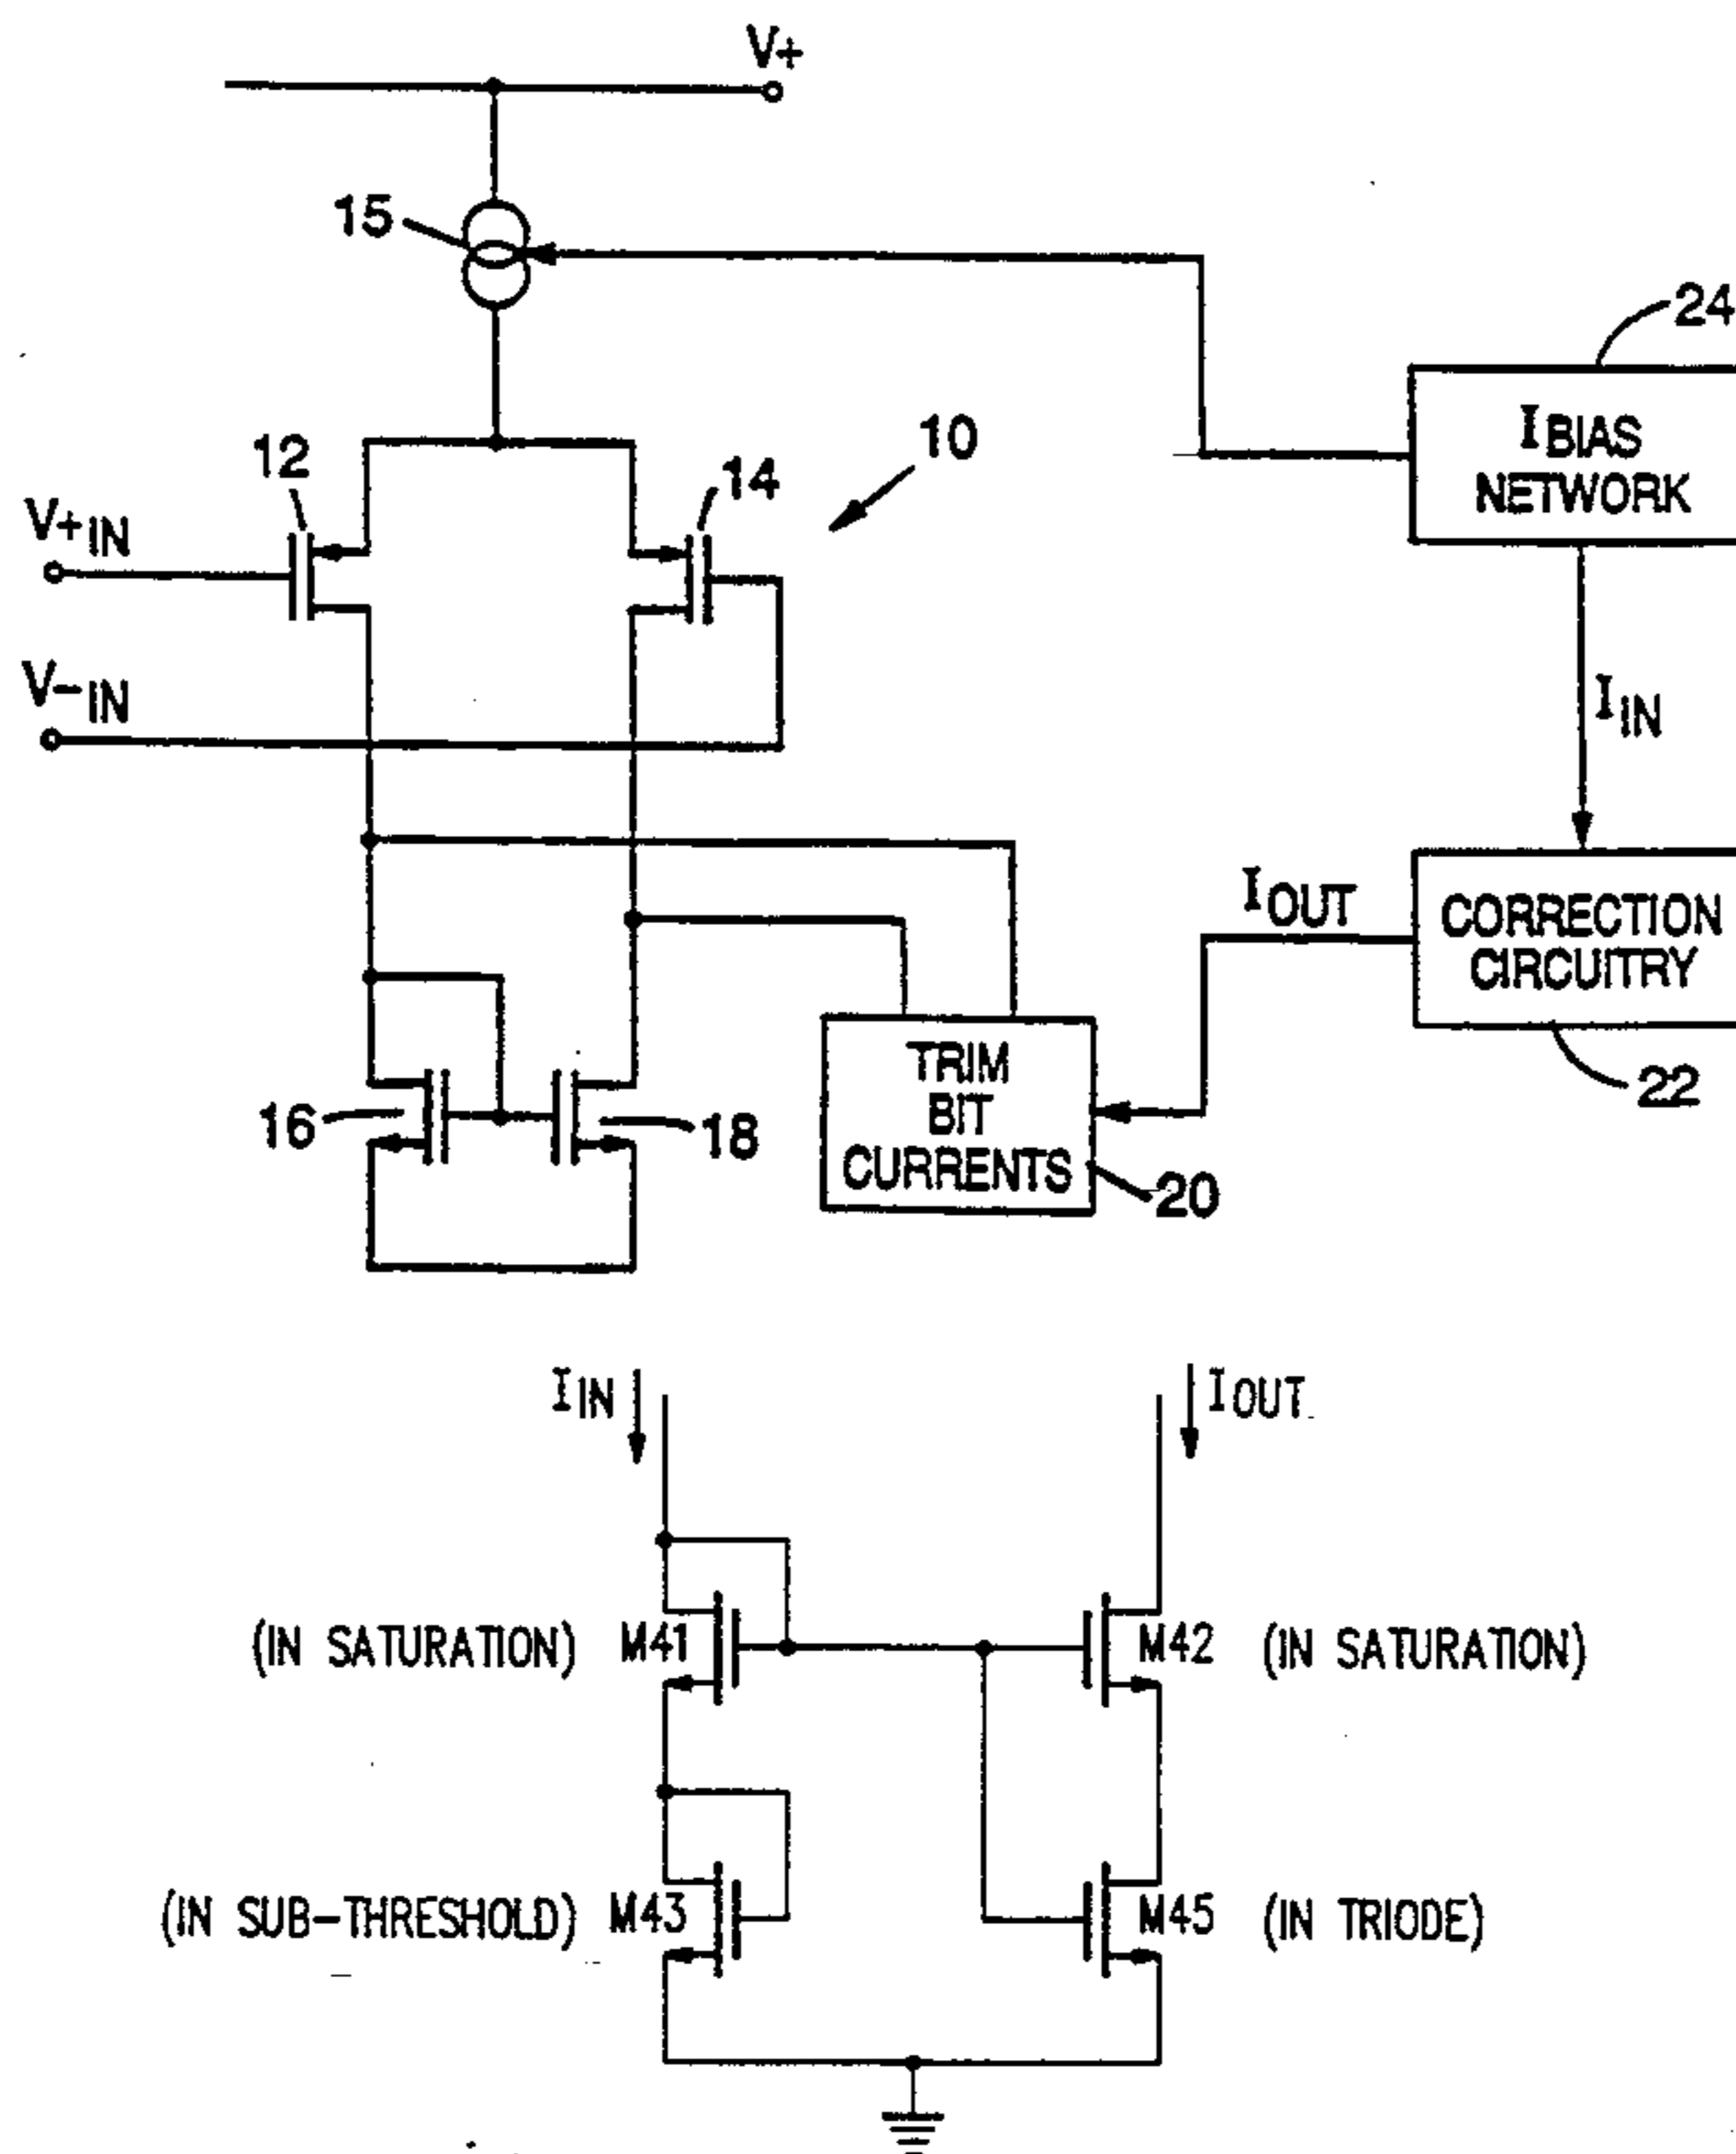 V+
15
24
IBIAS
NETWORK
10
12
14
V+IN
V-IN
IIN
IOUT
CORRECTION
CIRCUITRY
TRIM
BIT
CURRENTS
22
16
18
20
IIN
IOUT
(IN SATURATION) M41
M42 (IN SATURATION)
(IN SUB-THRESHOLD) M43
M45 (IN TRIODE)